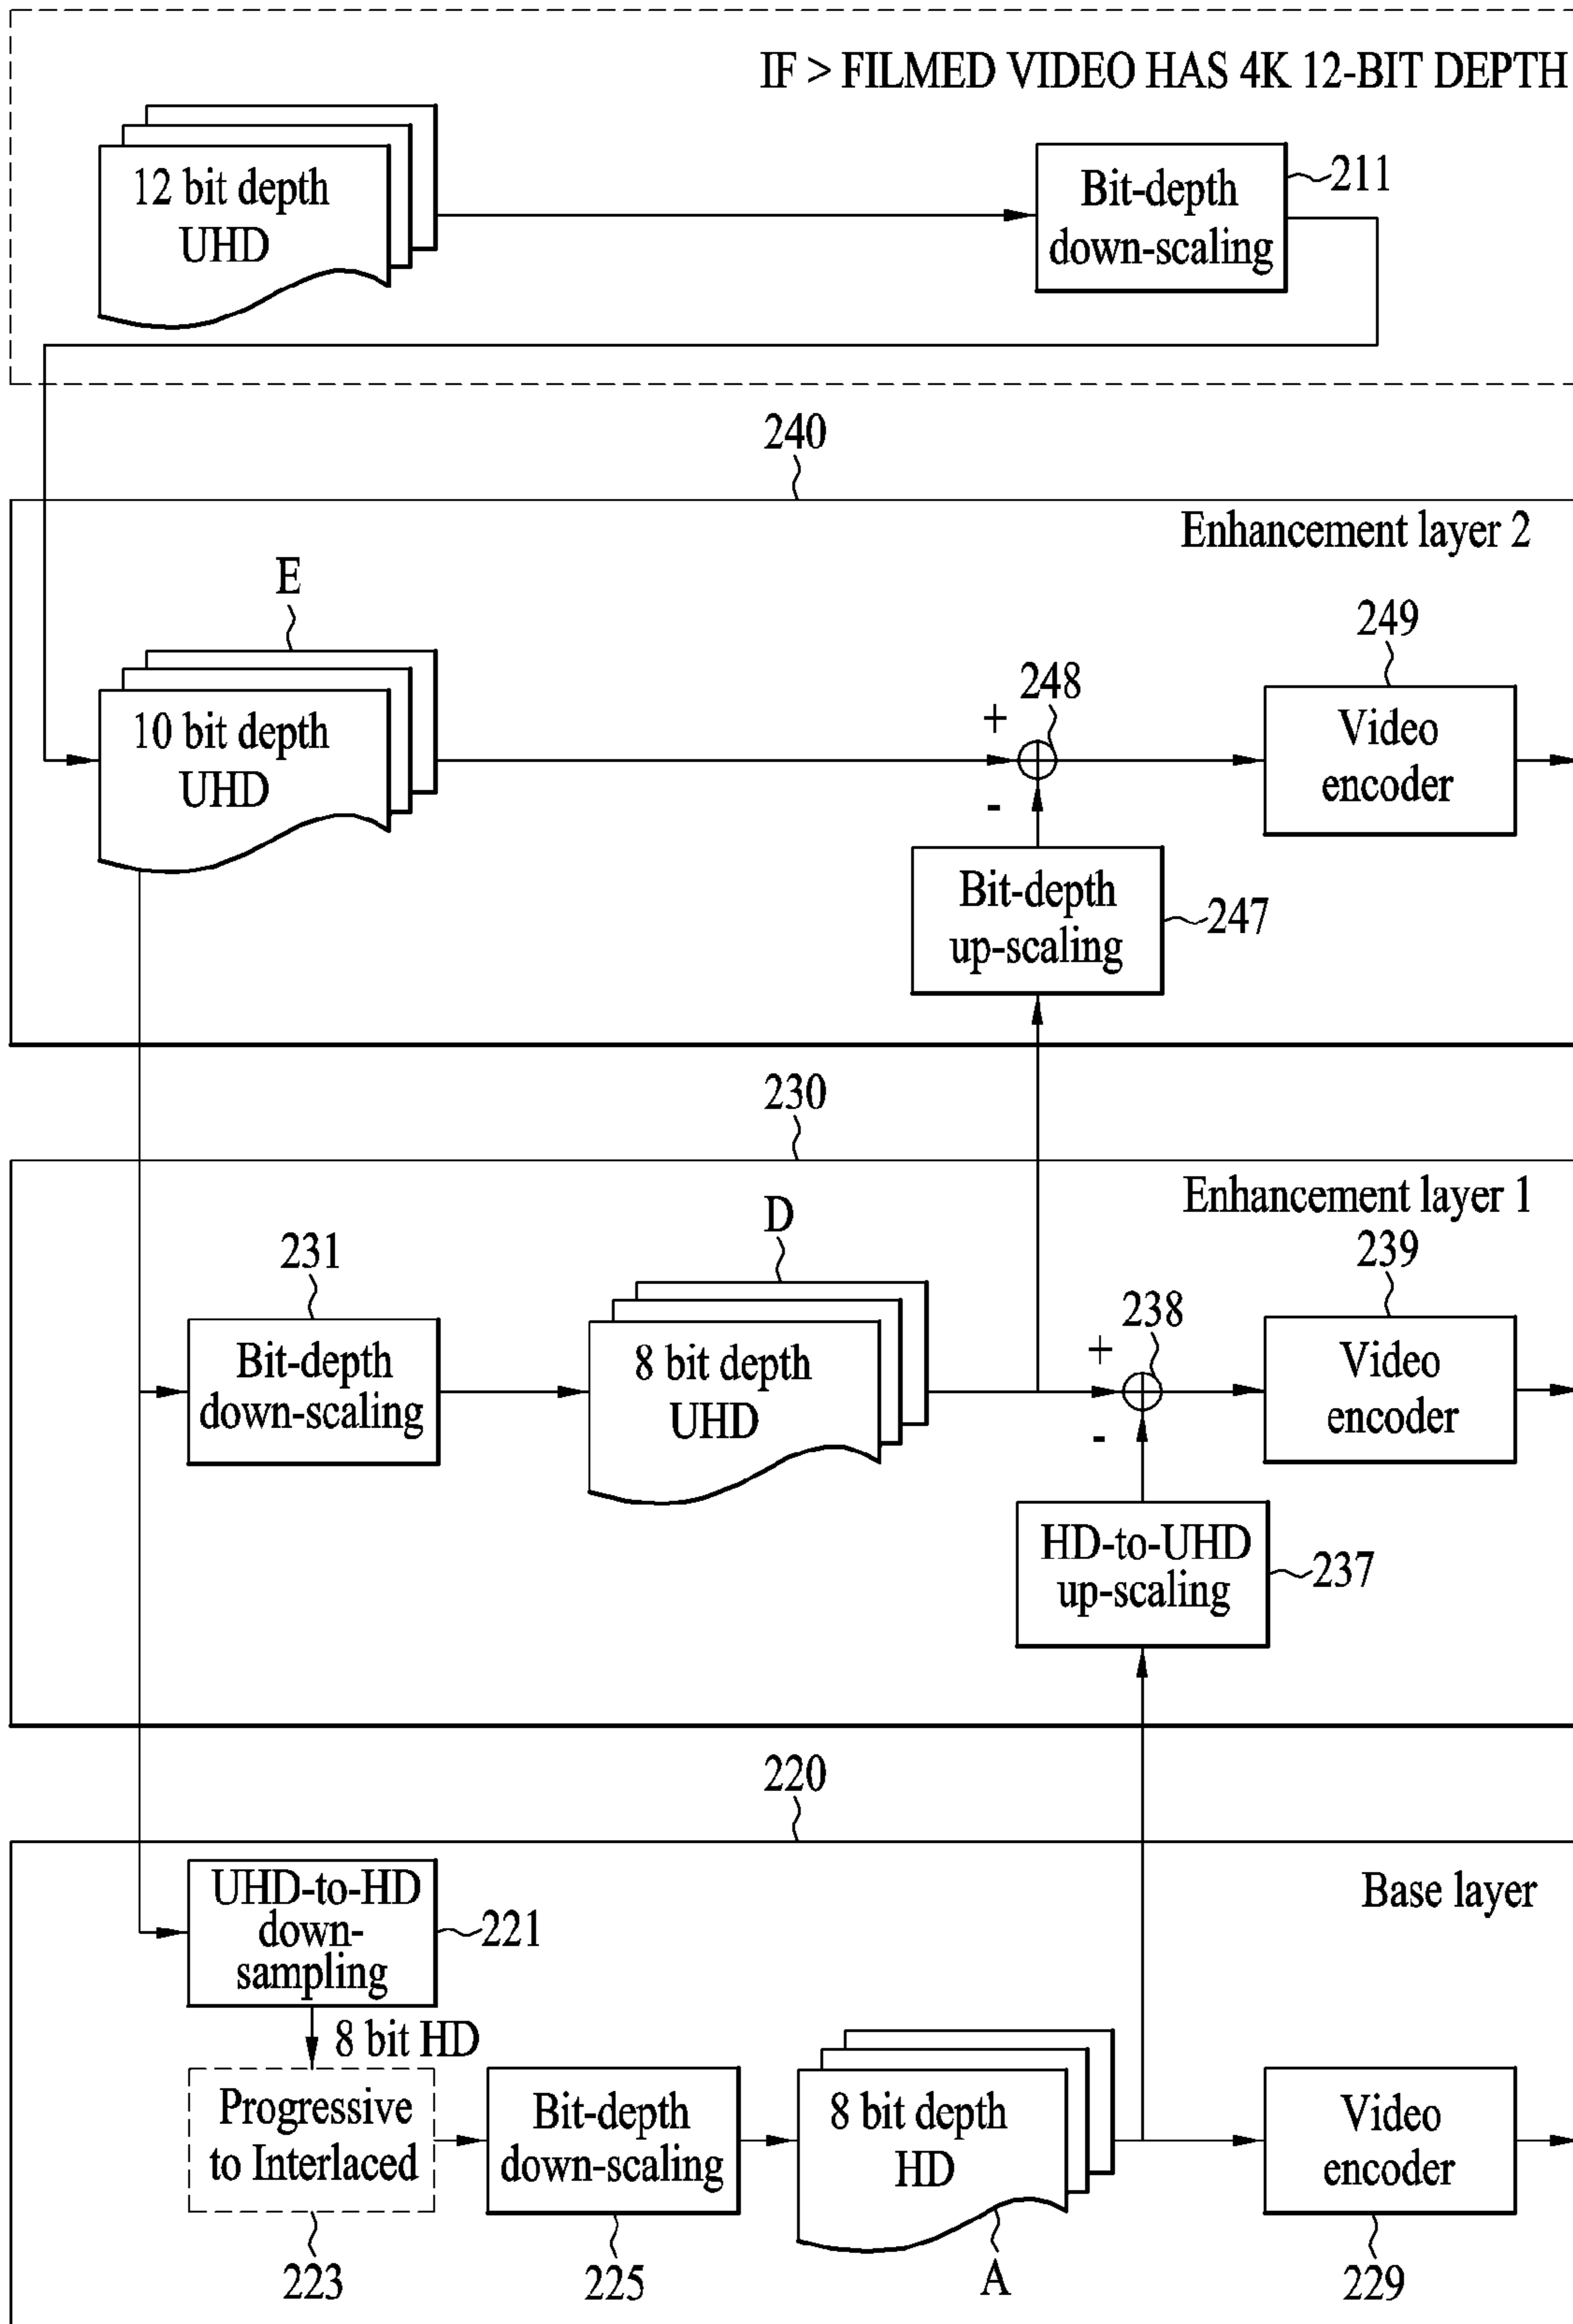 IF > FILMED VIDEO HAS 4K 12-BIT DEPTH
12 bit depth
UHD
Bit-depth
down-scaling
211
240
Enhancement layer 2
E
10 bit depth
UHD
+
248
-
249
Video
encoder
Bit-depth
up-scaling
247
230
Enhancement layer 1
231
Bit-depth
down-scaling
D
8 bit depth
UHD
+
238
-
239
Video
encoder
HD-to-UHD
up-scaling
237
220
Base layer
UHD-to-HD
down-
sampling
221
8 bit HD
Progressive
to Interlaced
223
Bit-depth
down-scaling
225
8 bit depth
HD
A
Video
encoder
229